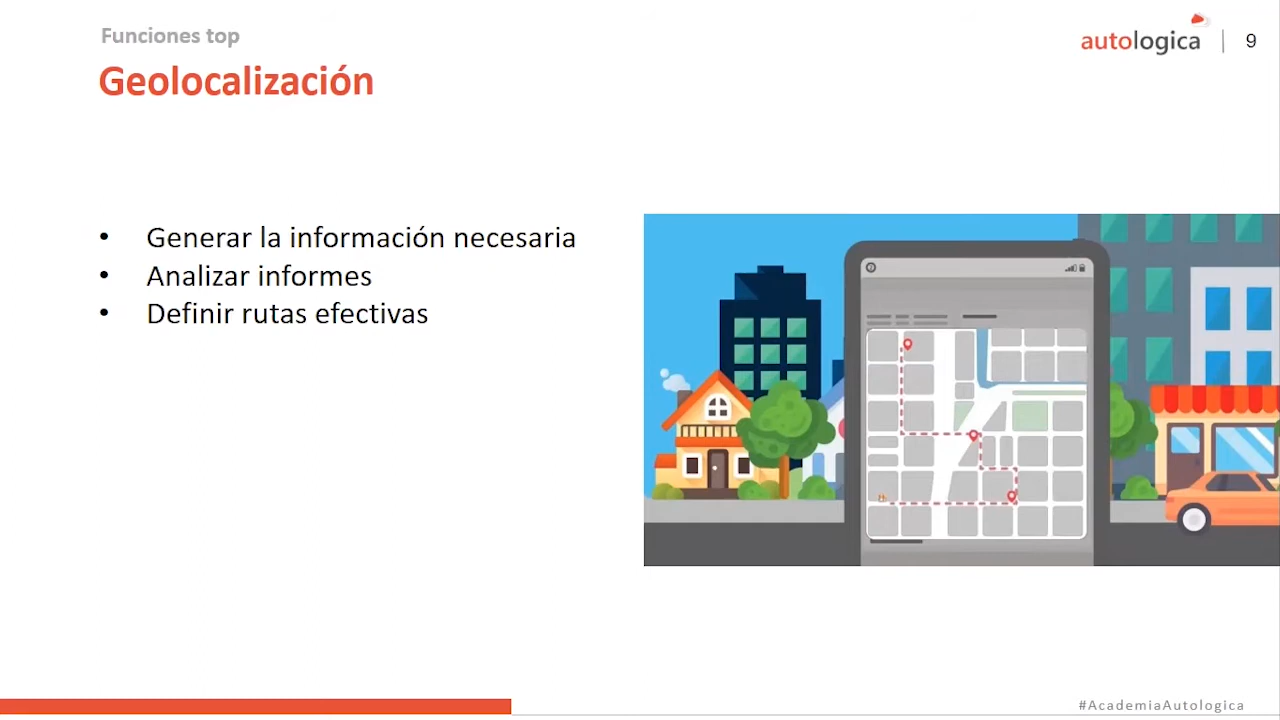 Funciones top
autologica
9
Geolocalización
• Generar la información necesaria
• Analizar informes
• Definir rutas efectivas
#AcademiaAutologica